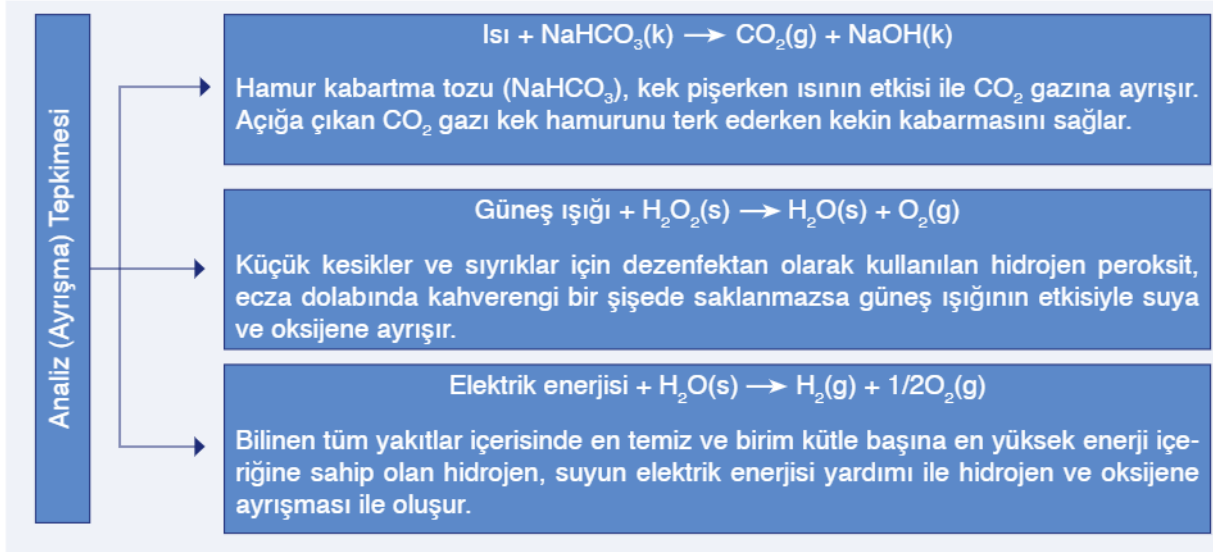 Analiz (Ayrışma) Tepkimesi
Isı + NaHCO₃(k) → CO₂(g) + NaOH(k)
Hamur kabartma tozu (NaHCO₃), kek pişerken ısının etkisi ile CO₂ gazına ayrışır.
Açığa çıkan CO₂ gazı kek hamurunu terk ederken kekin kabarmasını sağlar.
Güneş ışığı + H₂O₂(s) → H₂O(s) + O₂(g)
Küçük kesikler ve sıyrıklar için dezenfektan olarak kullanılan hidrojen peroksit,
ecza dolabında kahverengi bir şişede saklanmazsa güneş ışığının etkisiyle suya
ve oksijene ayrışır.
Elektrik enerjisi + H₂O(s) → H₂(g) + 1/2O₂(g)
Bilinen tüm yakıtlar içerisinde en temiz ve birim kütle başına en yüksek enerji içe-
riğine sahip olan hidrojen, suyun elektrik enerjisi yardımı ile hidrojen ve oksijene
ayrışması ile oluşur.